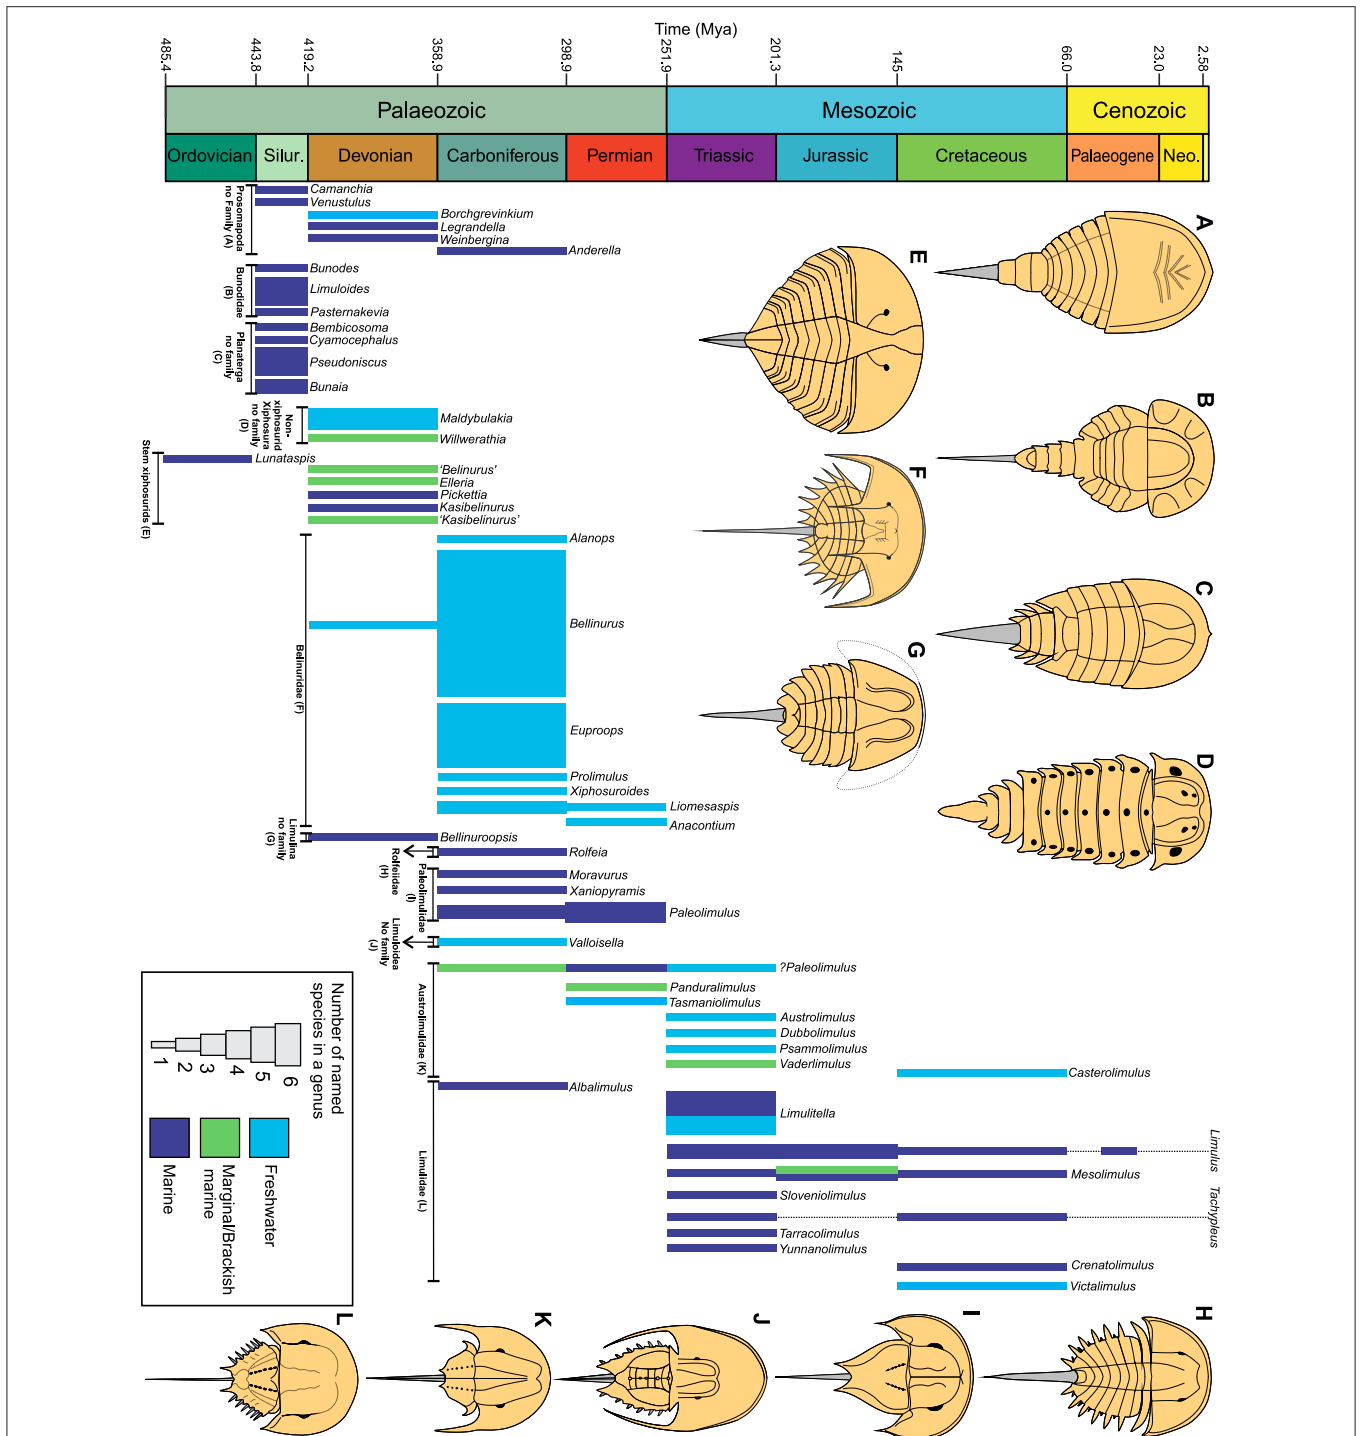 Time (Mya)
485.4
443.8
419.2
358.9
298.9
251.9
201.3
145
66.0
23.0
2.58
Palaeozoic
Mesozoic
Cenozoic
Ordovician
Silur.
Devonian
Carboniferous
Permian
Triassic
Jurassic
Cretaceous
Palaeogene
Neo.
Prosomapoda
no Family (A)
Camanchia
Venustulus
Borchgrevinkium
Legrandella
Weinbergina
Anderella
Bunodidae
(B)
Bunodes
Limuloides
Pasternakevia
Planaterga
no family
(C)
Bembicosoma
Cyamocephalus
Pseudoniscus
Bunaia
Non-
xiphosurid
Xiphosura
no family
(D)
Maldybulakia
Willwerathia
Stem xiphosurids (E)
Lunataspis
'Belinurus'
Elleria
Pickettia
Kasibelinurus
'Kasibelinurus'
Belinuridae (F)
Alanops
Bellinurus
Euproops
Prolimulus
Xiphosuroides
Liomesaspis
Anacontium
Limulina
no family
(G)
Bellinuroopsis
Rolfeiidae
(H)
Rolfeia
Paleolimulidae
(I)
Moravurus
Xaniopyramis
Paleolimulus
Limuloidea
No family
(J)
Valloisella
Austrolimulidae (K)
?Paleolimulus
Panduralimulus
Tasmaniolimulus
Austrolimulus
Dubbolimulus
Psammolimulus
Vaderlimulus
Casterolimulus
Limulidae (L)
Albalimulus
Limulitella
Limulus
Mesolimulus
Sloveniolimulus
Tachypleus
Tarracolimulus
Yunnanolimulus
Crenatolimulus
Victalimulus
A
B
C
D
E
F
G
H
I
J
K
L
Number of named
species in a genus
1
2
3
4
5
6
Freshwater
Marginal/Brackish
marine
Marine